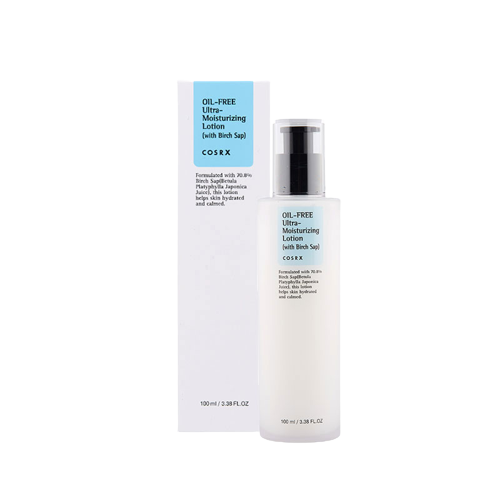 OIL-FREE
Ultra-
Moisturizing
Lotion
(with Birch Sap)
COSRX
Formulated with 70.8%
Birch Sap(Betula
Platyphylla Japonica
Juice), this lotion
helps skin hydrated
and calmed.
100 ml / 3.38 FL.OZ
OIL-FREE
Ultra-
Moisturizing
Lotion
(with Birch Sap)
COSRX
Formulated with 70.8%
Birch Sap(Betula
Platyphylla Japonica
Juice), this lotion
helps skin hydrated
and calmed.
100 ml / 3.38 FL.OZ